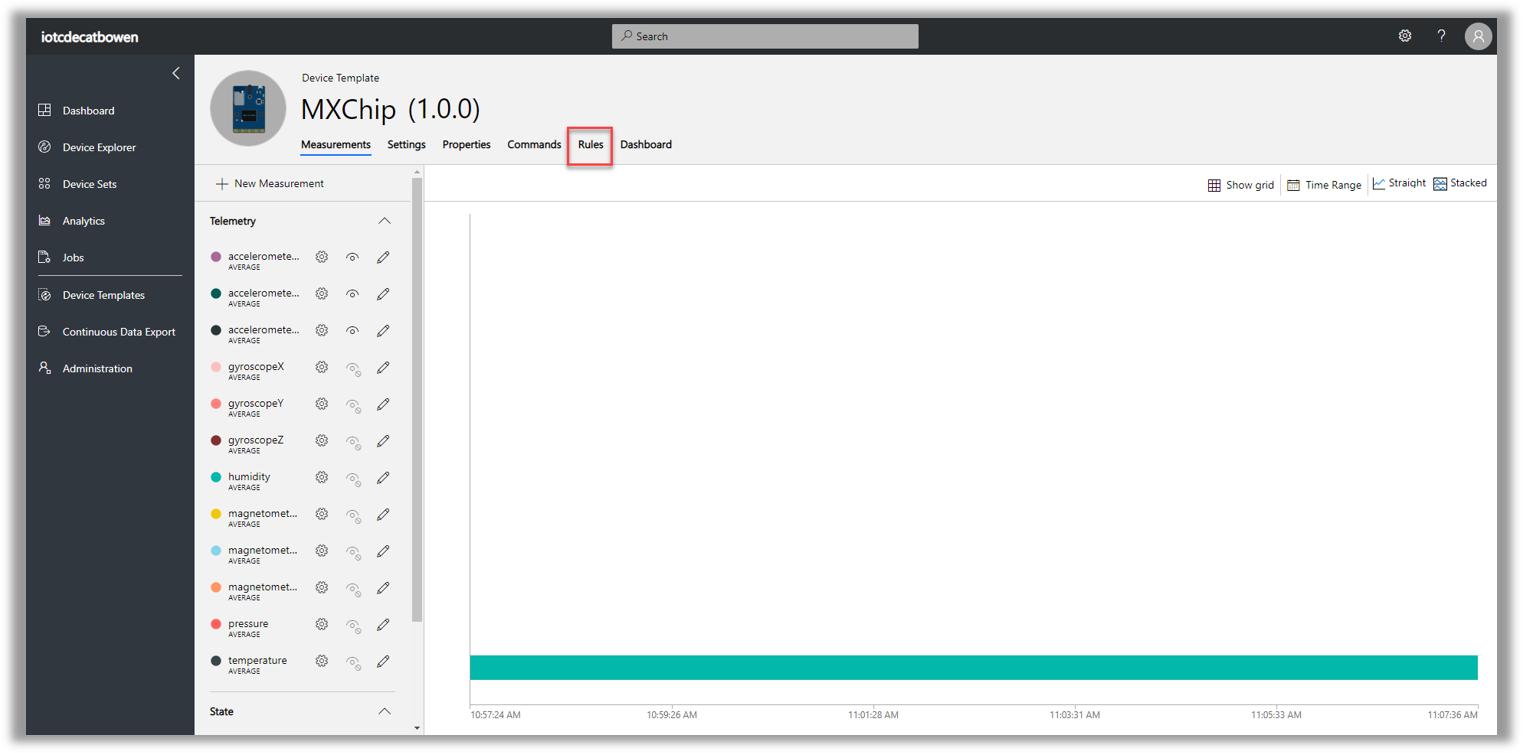 iotcdecatbowen
Search
?
Dashboard
Device Explorer
Device Sets
Analytics
Jobs
Device Templates
Continuous Data Export
Administration
Device Template
MXChip (1.0.0)
Measurements Settings Properties Commands Rules Dashboard
New Measurement
Show grid Time Range Straight Stacked
Telemetry
acceleromete...
AVERAGE
acceleromete...
AVERAGE
acceleromete...
AVERAGE
gyroscopeX
AVERAGE
gyroscopeY
AVERAGE
gyroscopeZ
AVERAGE
humidity
AVERAGE
magnetomet...
AVERAGE
magnetomet...
AVERAGE
magnetomet...
AVERAGE
pressure
AVERAGE
temperature
AVERAGE
State
10:57:24 AM 10:59:26 AM 11:01:28 AM 11:03:31 AM 11:05:33 AM 11:07:36 AM